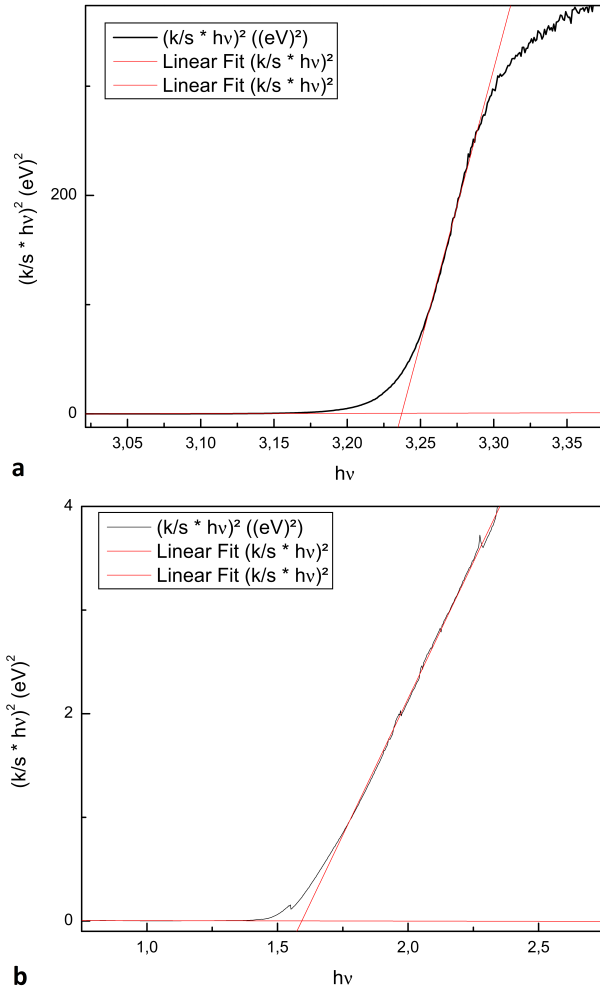 (k/s * hν)² ((eV)²)
Linear Fit (k/s * hν)²
Linear Fit (k/s * hν)²
(k/s * hν)² (eV)²
200
0
3,05 3,10 3,15 3,20 3,25 3,30 3,35
hν
a
4
(k/s * hν)² ((eV)²)
Linear Fit (k/s * hν)²
Linear Fit (k/s * hν)²
(k/s * hν)² (eV)²
2
0
1,0 1,5 2,0 2,5
hν
b